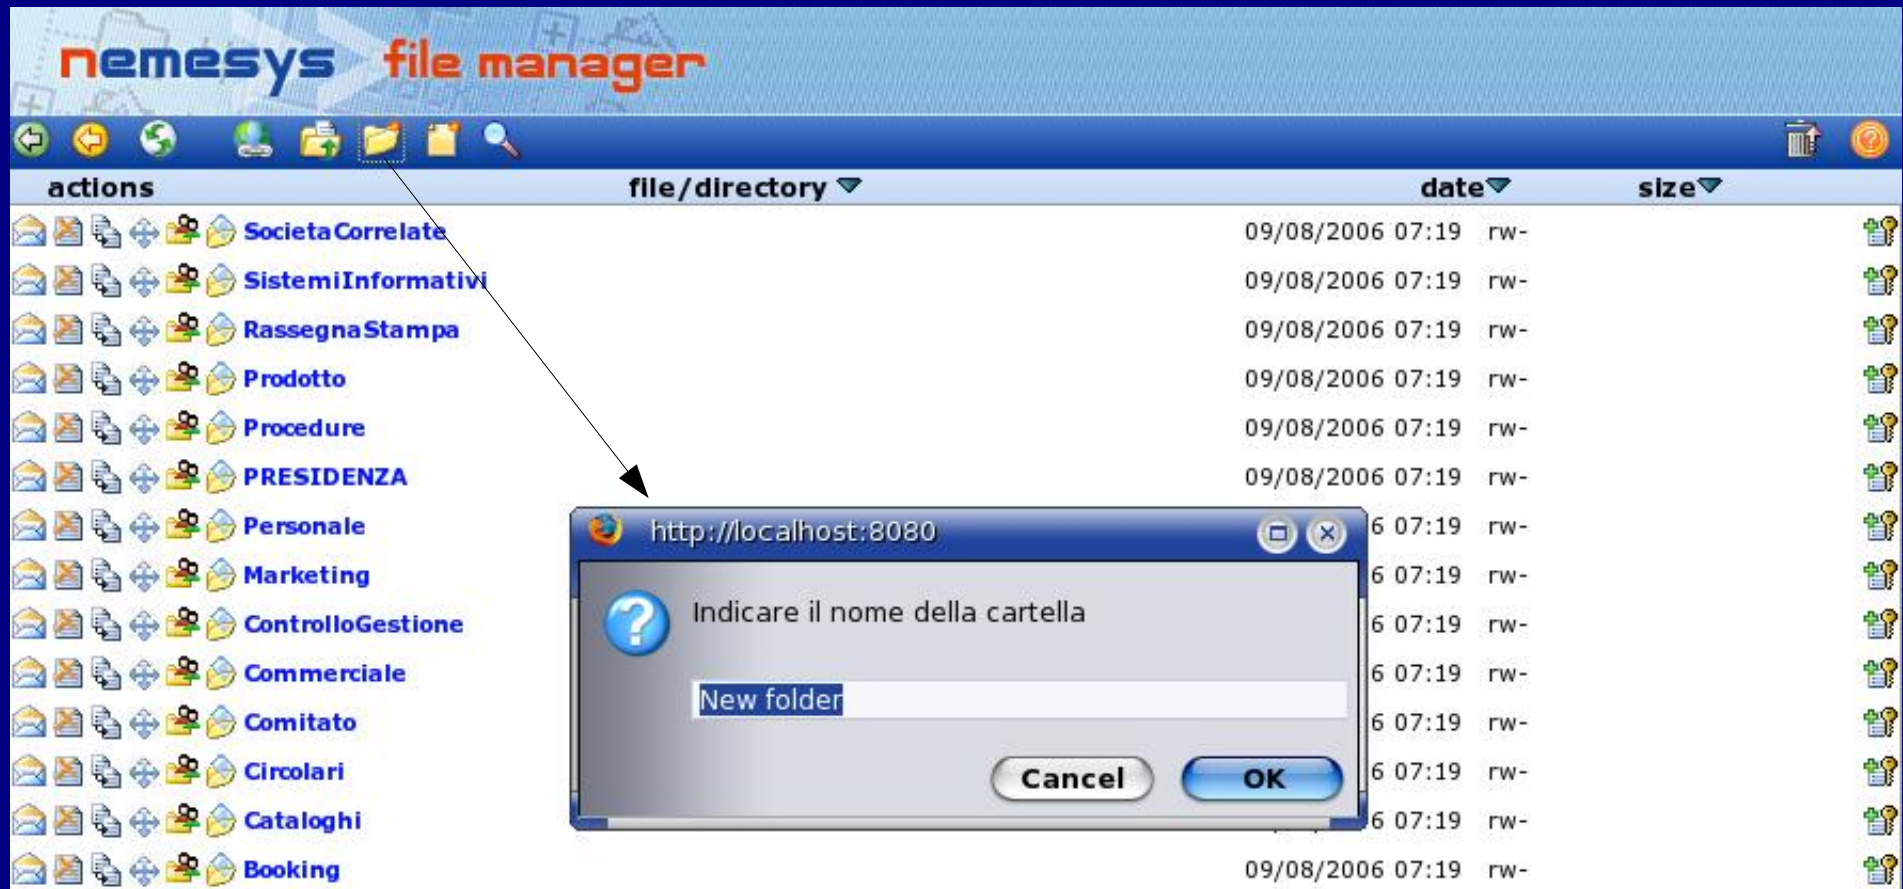 nemesys file manager
actions file/directory date size
SocietaCorrelate 09/08/2006 07:19 rw-
SistemiInformativi 09/08/2006 07:19 rw-
RassegnaStampa 09/08/2006 07:19 rw-
Prodotto 09/08/2006 07:19 rw-
Procedure 09/08/2006 07:19 rw-
PRESIDENZA 09/08/2006 07:19 rw-
Personale 6 07:19 rw-
http://localhost:8080
Marketing 6 07:19 rw-
Indicare il nome della cartella
ControlloGestione 6 07:19 rw-
Commerciale 6 07:19 rw-
New folder
Comitato 6 07:19 rw-
Circolari 6 07:19 rw-
Cancel OK
Cataloghi 6 07:19 rw-
Booking 09/08/2006 07:19 rw-